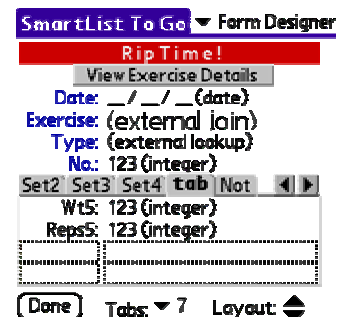 SmartList To Go ▼ Form Designer
RipTime!
View Exercise Details
Date: __/__/__(date)
Exercise: (external join)
Type: (external lookup)
No.: 123 (integer)
Set2 Set3 Set4 tab Not
Wt5: 123 (integer)
Reps5: 123 (integer)
Done Tabs: ▼ 7 Layout: